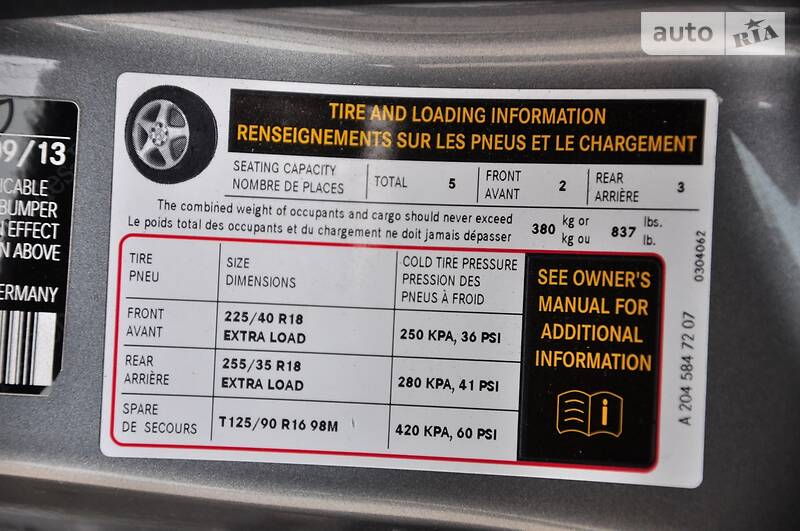 auto RIA
09/13
ICABLE
BUMPER
EFFECT
N ABOVE
GERMANY
TIRE AND LOADING INFORMATION
RENSEIGNEMENTS SUR LES PNEUS ET LE CHARGEMENT
SEATING CAPACITY
NOMBRE DE PLACES
TOTAL 5
FRONT
AVANT 2
REAR
ARRIÈRE 3
The combined weight of occupants and cargo should never exceed
Le poids total des occupants et du chargement ne doit jamais dépasser
380 kg or
kg ou
837 lbs.
lb.
TIRE
PNEU
SIZE
DIMENSIONS
COLD TIRE PRESSURE
PRESSION DES
PNEUS À FROID
FRONT
AVANT
225/40 R18
EXTRA LOAD
250 KPA, 36 PSI
REAR
ARRIÈRE
255/35 R18
EXTRA LOAD
280 KPA, 41 PSI
SPARE
DE SECOURS
T125/90 R16 98M
420 KPA, 60 PSI
SEE OWNER'S
MANUAL FOR
ADDITIONAL
INFORMATION
i
0304062
A 204 584 72 07